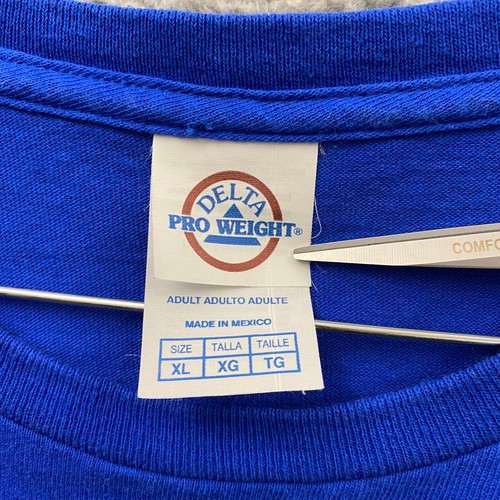 DELTA
PRO WEIGHT®
ADULT ADULTO ADULTE
MADE IN MEXICO
SIZE TALLA TAILLE
XL XG TG
COMFO